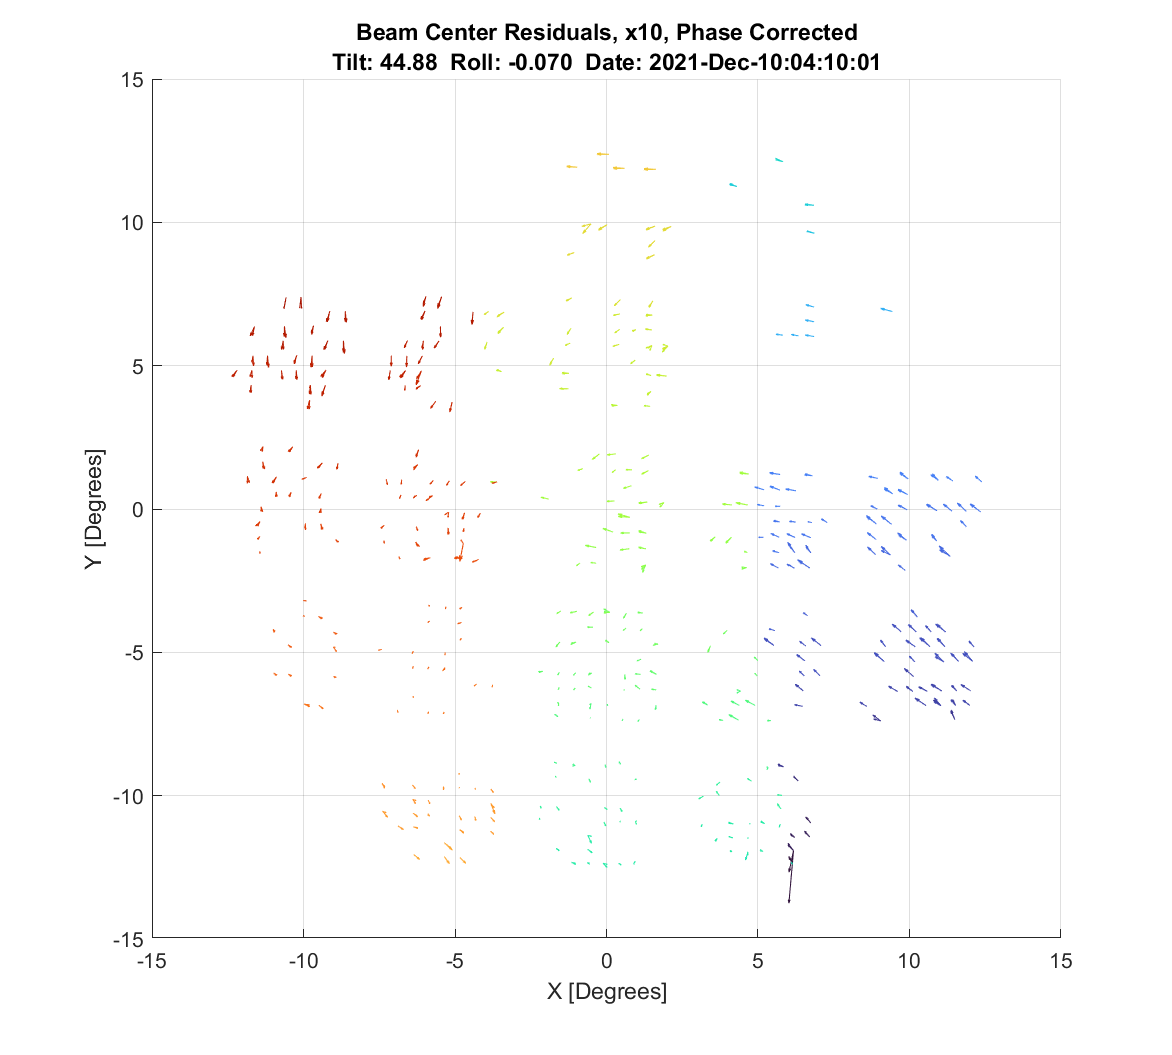 Beam Center Residuals, x10, Phase Corrected
Tilt: 44.88 Roll: -0.070 Date: 2021-Dec-10:04:10:01
15
10
5
0
-5
-10
-15
Y [Degrees]
-15 -10 -5 0 5 10 15
X [Degrees]